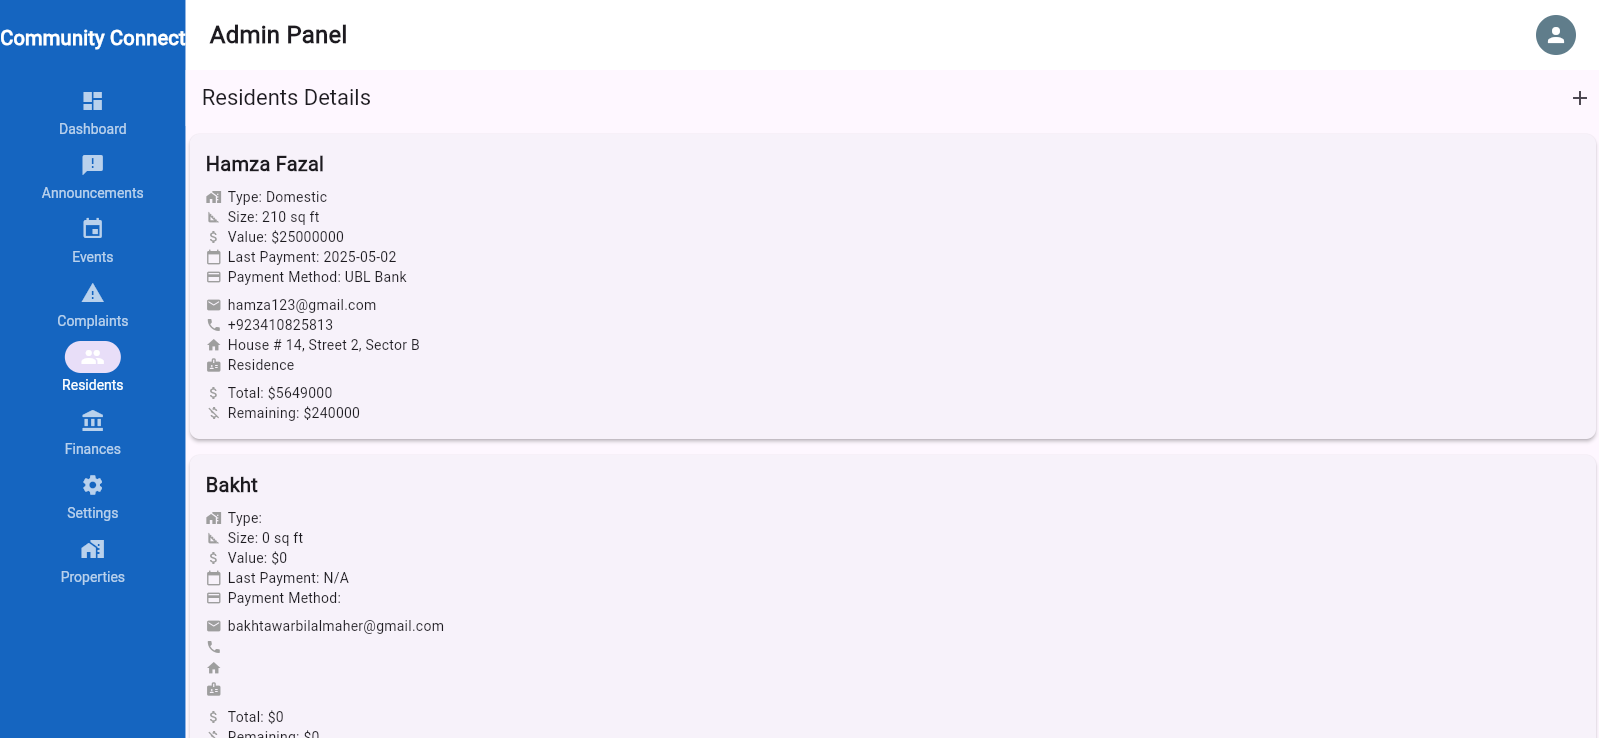 Community Connect
Admin Panel
Dashboard
Announcements
Events
Complaints
Residents
Finances
Settings
Properties
Residents Details
Hamza Fazal
Type: Domestic
Size: 210 sq ft
Value: $25000000
Last Payment: 2025-05-02
Payment Method: UBL Bank
hamza123@gmail.com
+923410825813
House # 14, Street 2, Sector B
Residence
Total: $5649000
Remaining: $240000
Bakht
Type:
Size: 0 sq ft
Value: $0
Last Payment: N/A
Payment Method:
bakhtawarbilalmaher@gmail.com
Total: $0
Remaining: $0